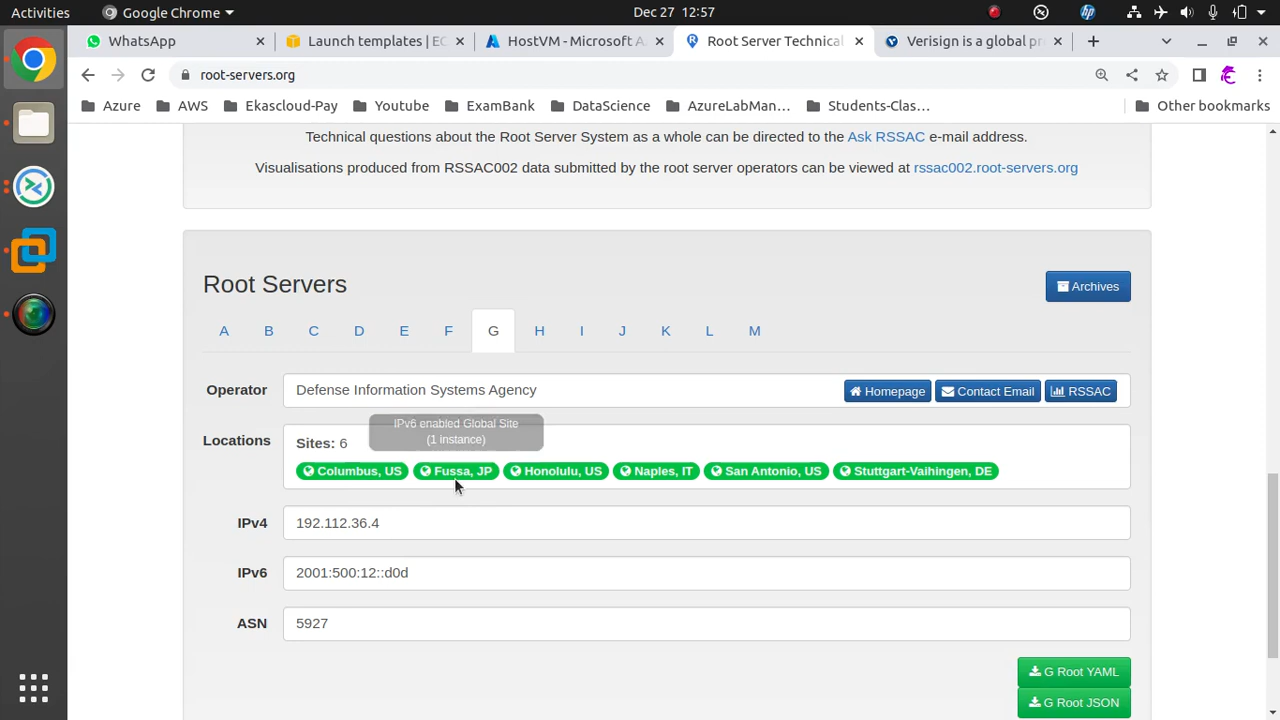 Activities
Google Chrome
Dec 27 12:57
WhatsApp
Launch templates | EC
HostVM - Microsoft A
Root Server Technical
Verisign is a global pr
root-servers.org
Azure
AWS
Ekascloud-Pay
Youtube
ExamBank
DataScience
AzureLabMan...
Students-Clas...
Other bookmarks
Technical questions about the Root Server System as a whole can be directed to the Ask RSSAC e-mail address.
Visualisations produced from RSSAC002 data submitted by the root server operators can be viewed at rssac002.root-servers.org
Root Servers
Archives
A B C D E F G H I J K L M
Operator
Defense Information Systems Agency
Homepage
Contact Email
RSSAC
IPv6 enabled Global Site
(1 instance)
Locations
Sites: 6
Columbus, US
Fussa, JP
Honolulu, US
Naples, IT
San Antonio, US
Stuttgart-Vaihingen, DE
IPv4
192.112.36.4
IPv6
2001:500:12::d0d
ASN
5927
G Root YAML
G Root JSON